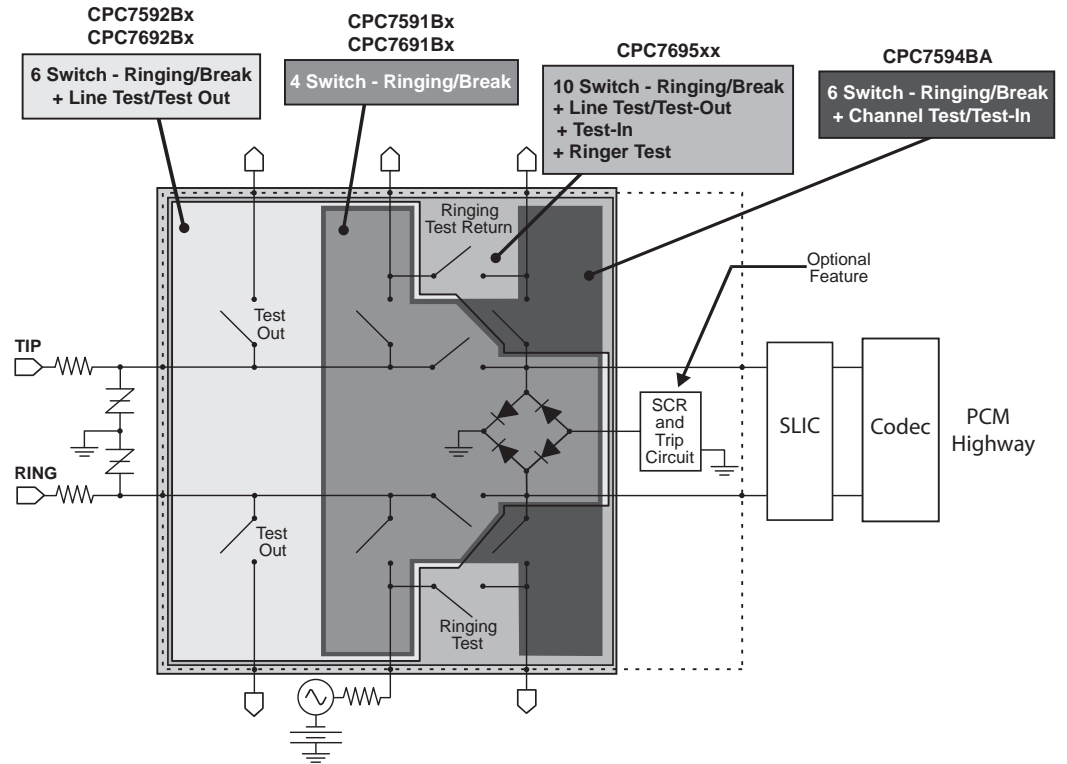 CPC7592Bx
CPC7692Bx
6 Switch - Ringing/Break
+ Line Test/Test Out
CPC7591Bx
CPC7691Bx
4 Switch - Ringing/Break
CPC7695xx
10 Switch - Ringing/Break
+ Line Test/Test-Out
+ Test-In
+ Ringer Test
CPC7594BA
6 Switch - Ringing/Break
+ Channel Test/Test-In
Ringing
Test Return
Optional
Feature
Test
Out
TIP
SCR
and
Trip
Circuit
SLIC
Codec
PCM
Highway
RING
Test
Out
Ringing
Test